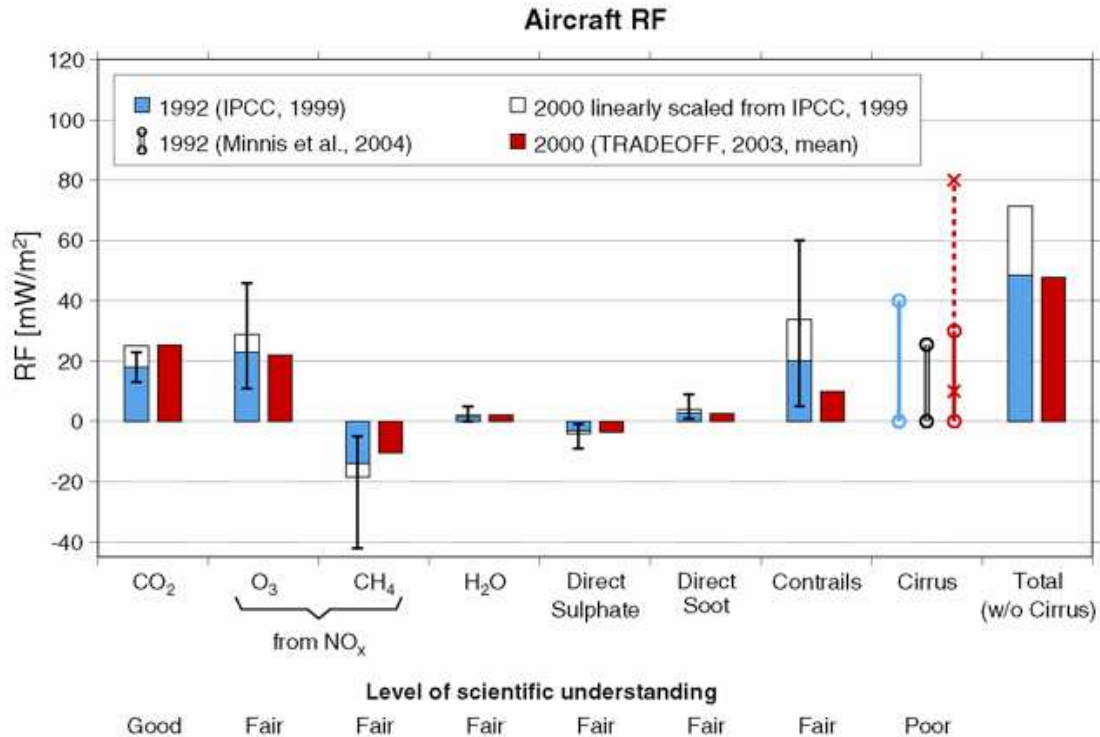 Aircraft RF
120
100
80
60
40
20
0
-20
-40
RF [mW/m²]
1992 (IPCC, 1999)
2000 linearly scaled from IPCC, 1999
1992 (Minnis et al., 2004)
2000 (TRADEOFF, 2003, mean)
CO₂ O₃ CH₄ H₂O Direct Direct Contrails Cirrus Total
Sulphate Soot (w/o Cirrus)
from NOₓ
Level of scientific understanding
Good Fair Fair Fair Fair Fair Fair Poor